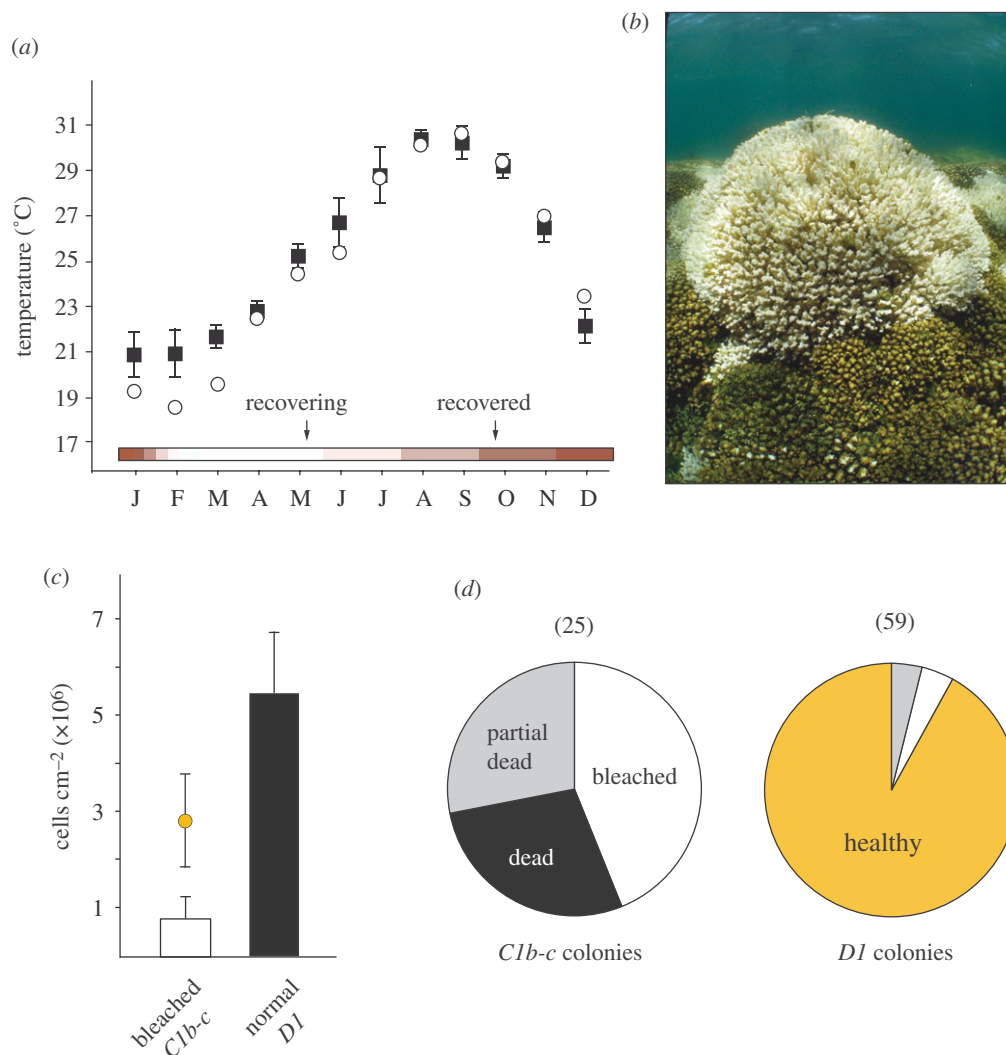 (a)
temperature (˚C)
31
29
27
25
23
21
19
17
recovering
recovered
J F M A M J J A S O N D
(b)
(c)
cells cm⁻² (×10⁶)
7
5
3
1
bleached
C1b-c
normal
D1
(d)
(25)
partial
dead
bleached
dead
C1b-c colonies
(59)
healthy
D1 colonies